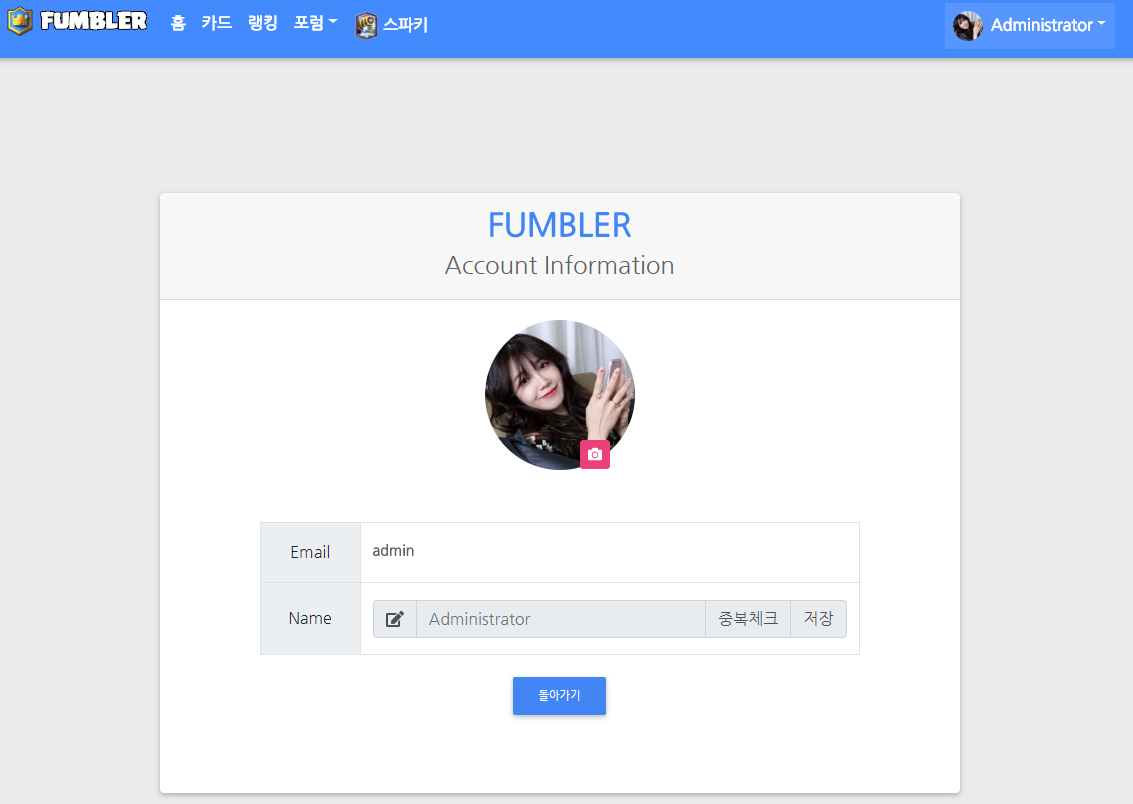 FUMBLER 홈 카드 랭킹 포럼 스파키 Administrator
FUMBLER
Account Information
Email admin
Name Administrator 중복체크 저장
돌아가기